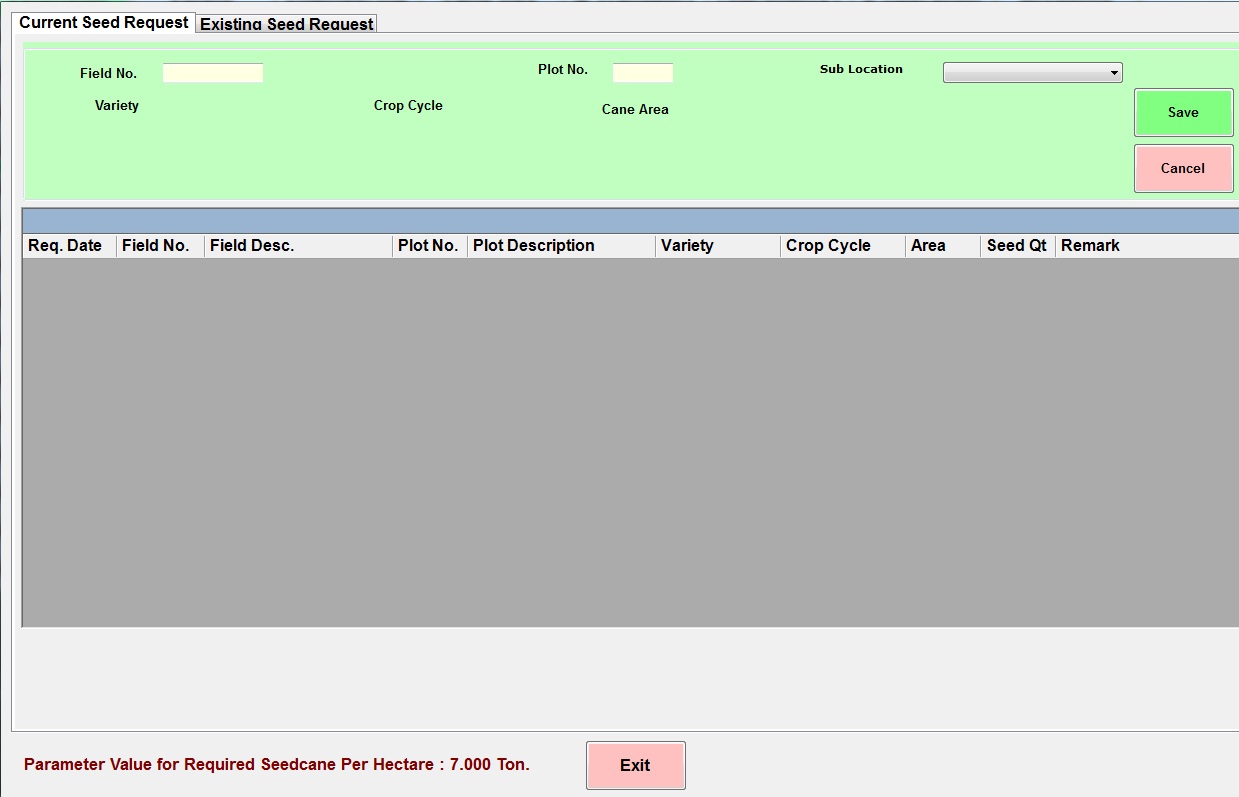 Current Seed Request Existing Seed Request
Field No. Plot No. Sub Location
Variety Crop Cycle Cane Area
Save
Cancel
Req. Date Field No. Field Desc. Plot No. Plot Description Variety Crop Cycle Area Seed Qt Remark
Parameter Value for Required Seedcane Per Hectare : 7.000 Ton. Exit